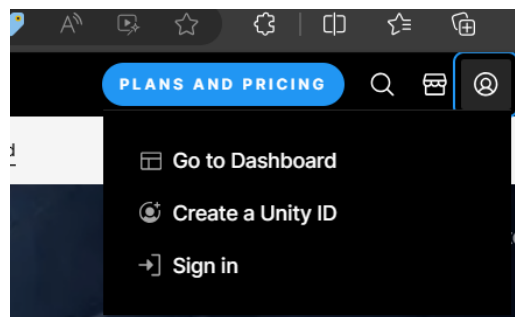 PLANS AND PRICING
Go to Dashboard
Create a Unity ID
Sign in